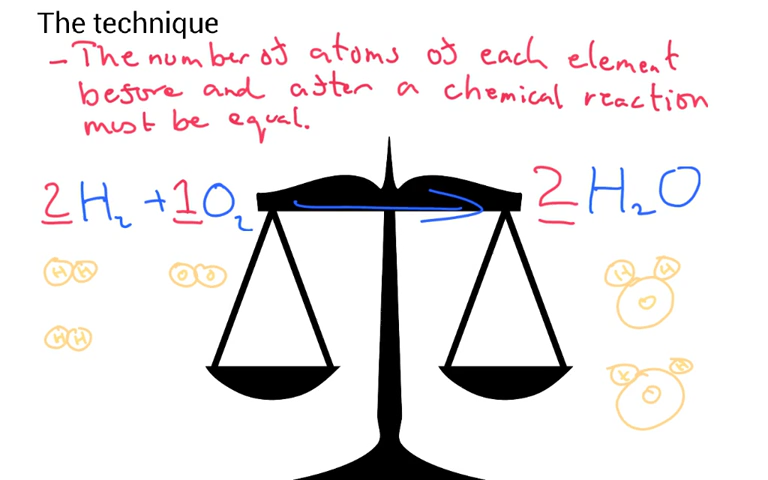 The technique
- The number of atoms of each element
before and after a chemical reaction
must be equal.
2H₂ + 1O₂ → 2H₂O
H H O O H H
O
H H
H
O